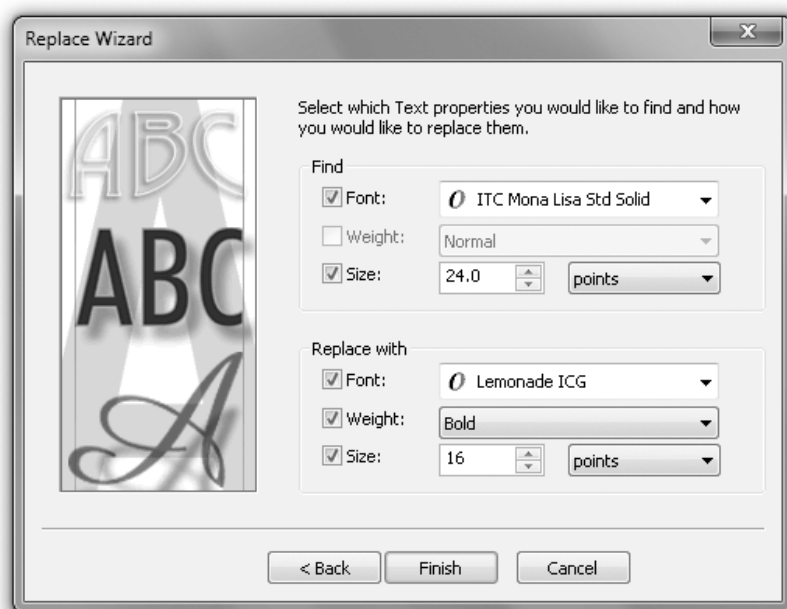 Replace Wizard
X
ABC
ABC
A
Select which Text properties you would like to find and how
you would like to replace them.
Find
Font: O ITC Mona Lisa Std Solid
Weight: Normal
Size: 24.0 points
Replace with
Font: O Lemonade ICG
Weight: Bold
Size: 16 points
< Back Finish Cancel